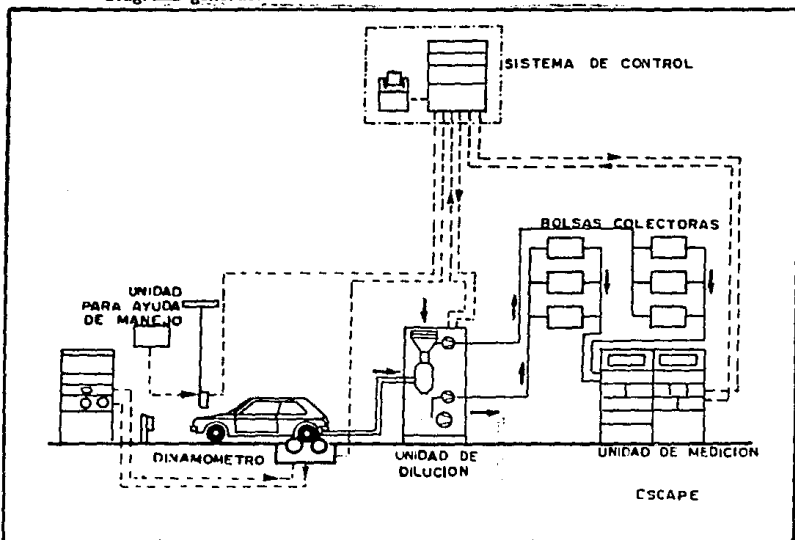 SISTEMA DE CONTROL
BOLSAS COLECTORAS
UNIDAD
PARA AYUDA
DE MANEJO
DINAMOMETRO
UNIDAD DE
DILUCION
UNIDAD DE MEDICION
ESCAPE